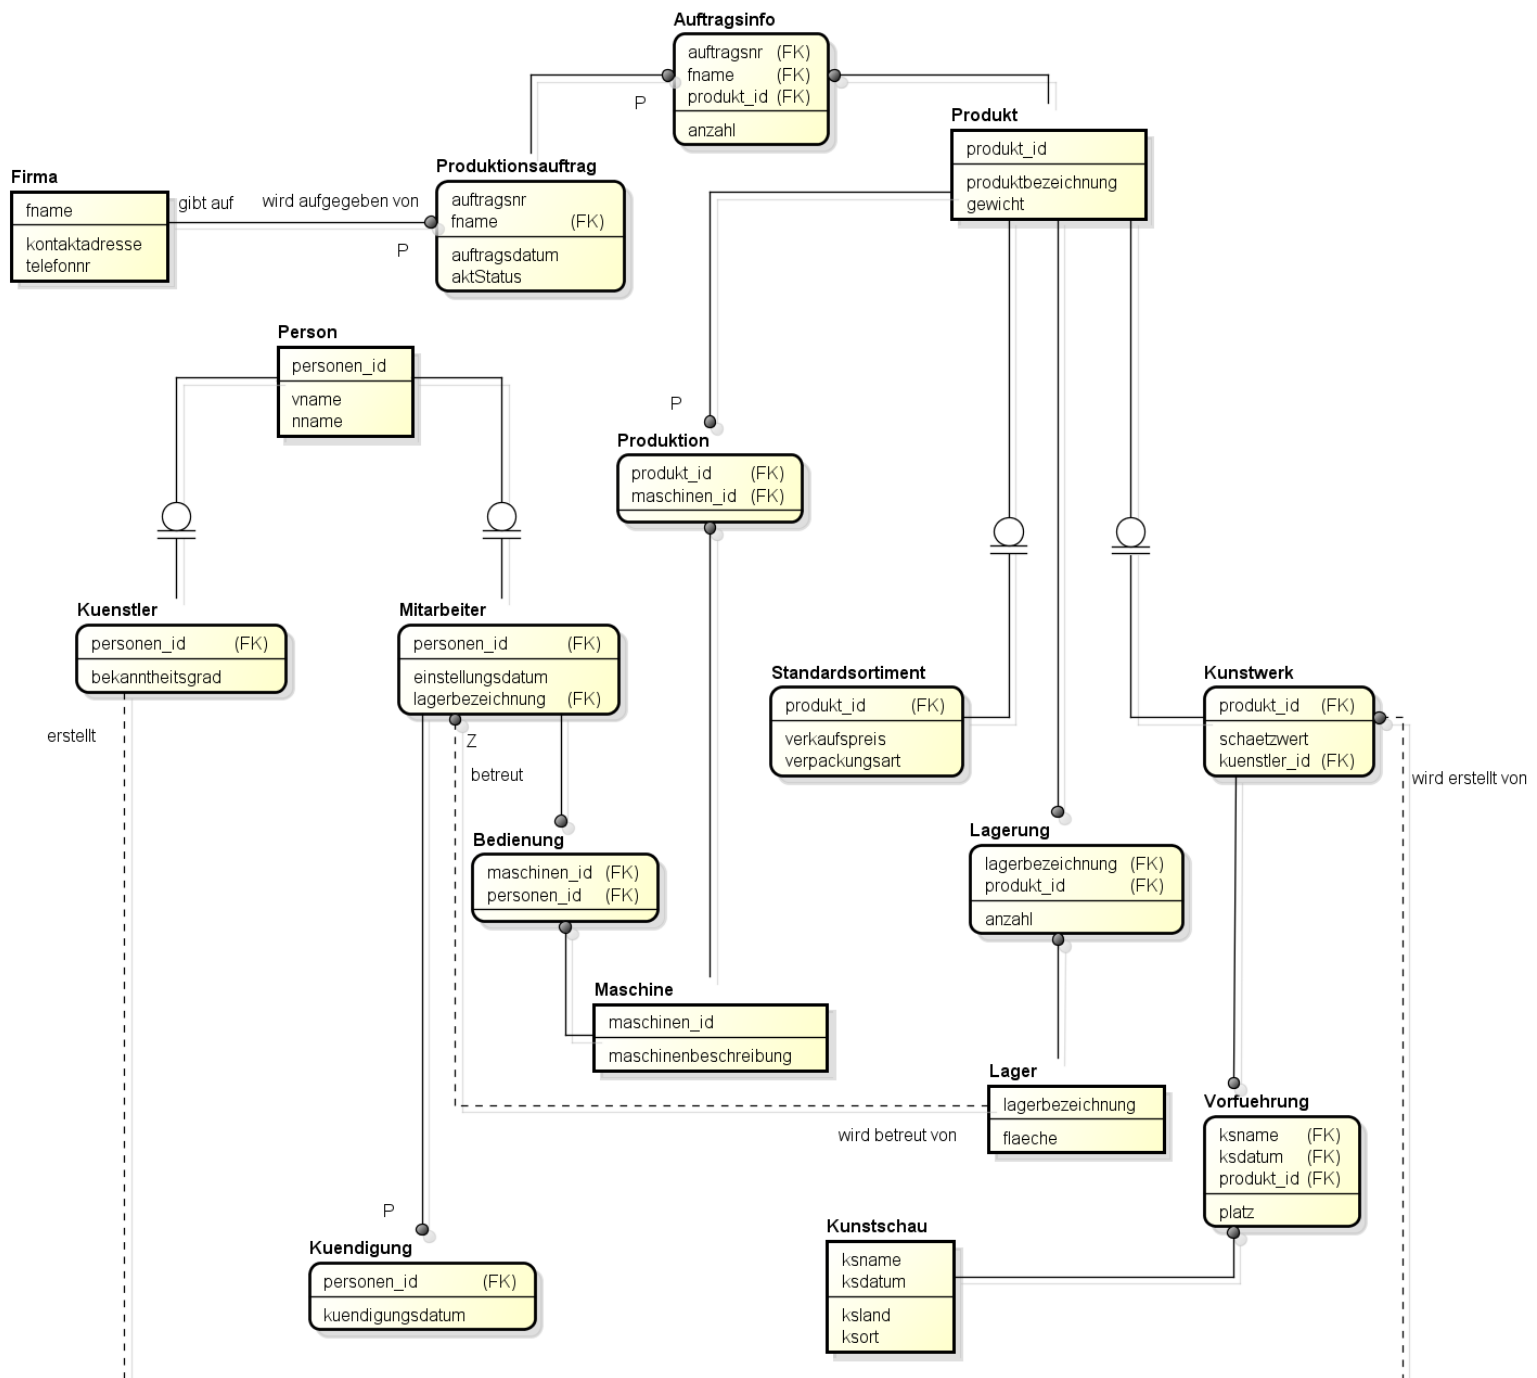 Auftragsinfo
auftragsnr (FK)
fname (FK)
produkt_id (FK)
anzahl
P
Produkt
produkt_id
produktbezeichnung
gewicht
Produktionsauftrag
auftragsnr
fname (FK)
auftragsdatum
aktStatus
Firma
fname
kontaktadresse
telefonnr
gibt auf
wird aufgegeben von
P
Person
personen_id
vname
nname
P
Produktion
produkt_id (FK)
maschinen_id (FK)
Kuenstler
personen_id (FK)
bekanntheitsgrad
erstellt
Mitarbeiter
personen_id (FK)
einstellungsdatum
lagerbezeichnung (FK)
Z
betreut
Standardsortiment
produkt_id (FK)
verkaufspreis
verpackungsart
Kunstwerk
produkt_id (FK)
schaetzwert
kuenstler_id (FK)
wird erstellt von
Bedienung
maschinen_id (FK)
personen_id (FK)
Lagerung
lagerbezeichnung (FK)
produkt_id (FK)
anzahl
Maschine
maschinen_id
maschinenbeschreibung
Lager
lagerbezeichnung
flaeche
wird betreut von
Vorfuehrung
ksname (FK)
ksdatum (FK)
produkt_id (FK)
platz
P
Kuendigung
personen_id (FK)
kuendigungsdatum
Kunstschau
ksname
ksdatum
ksland
ksort